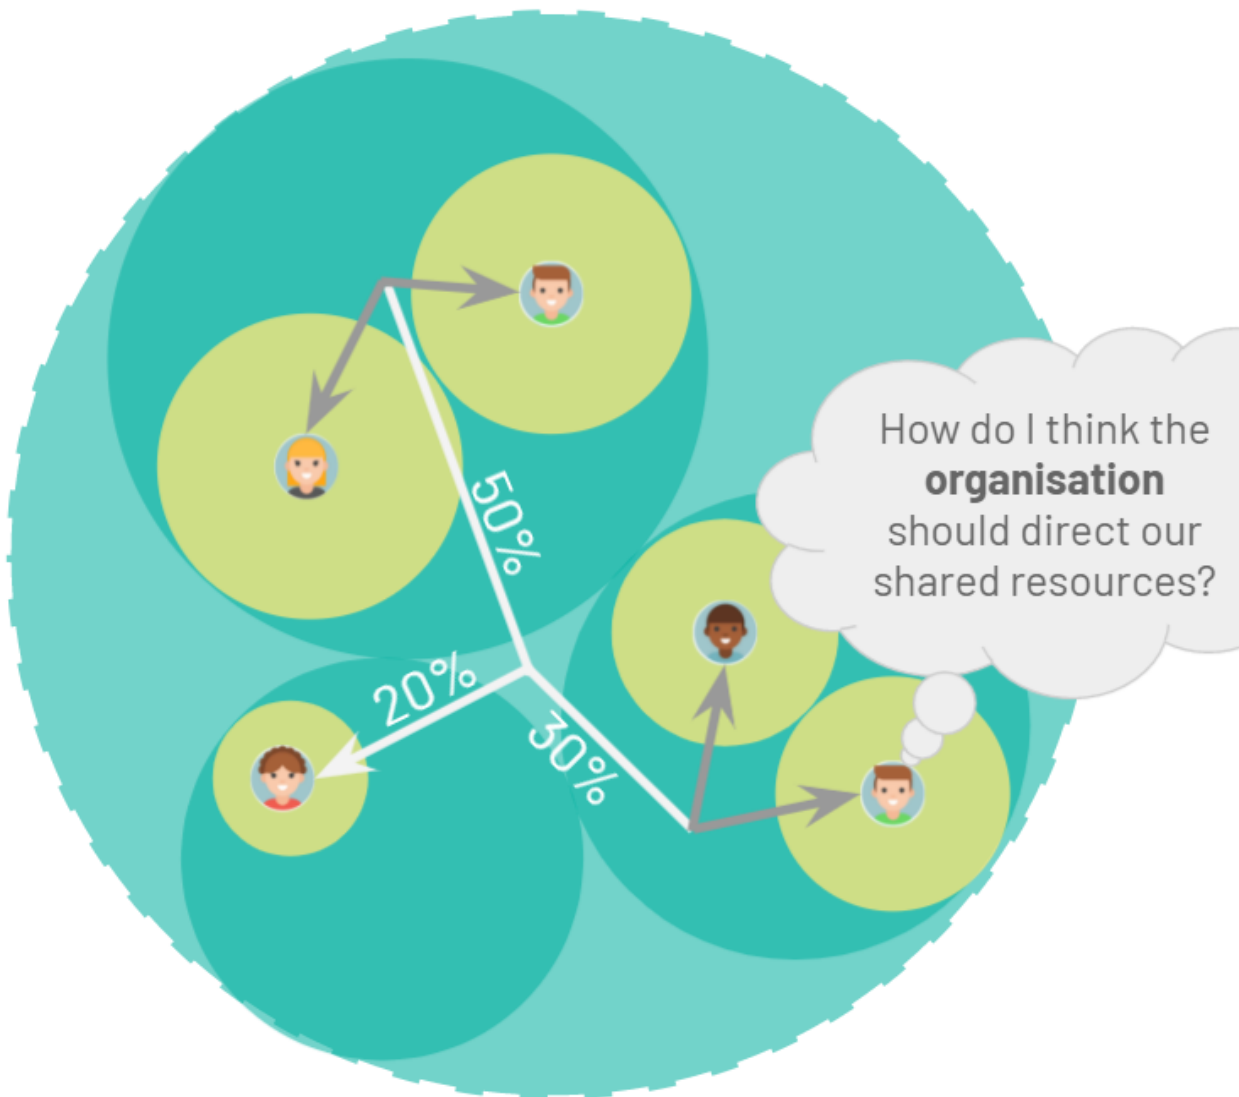 50%
How do I think the
organisation
should direct our
shared resources?
20%
30%